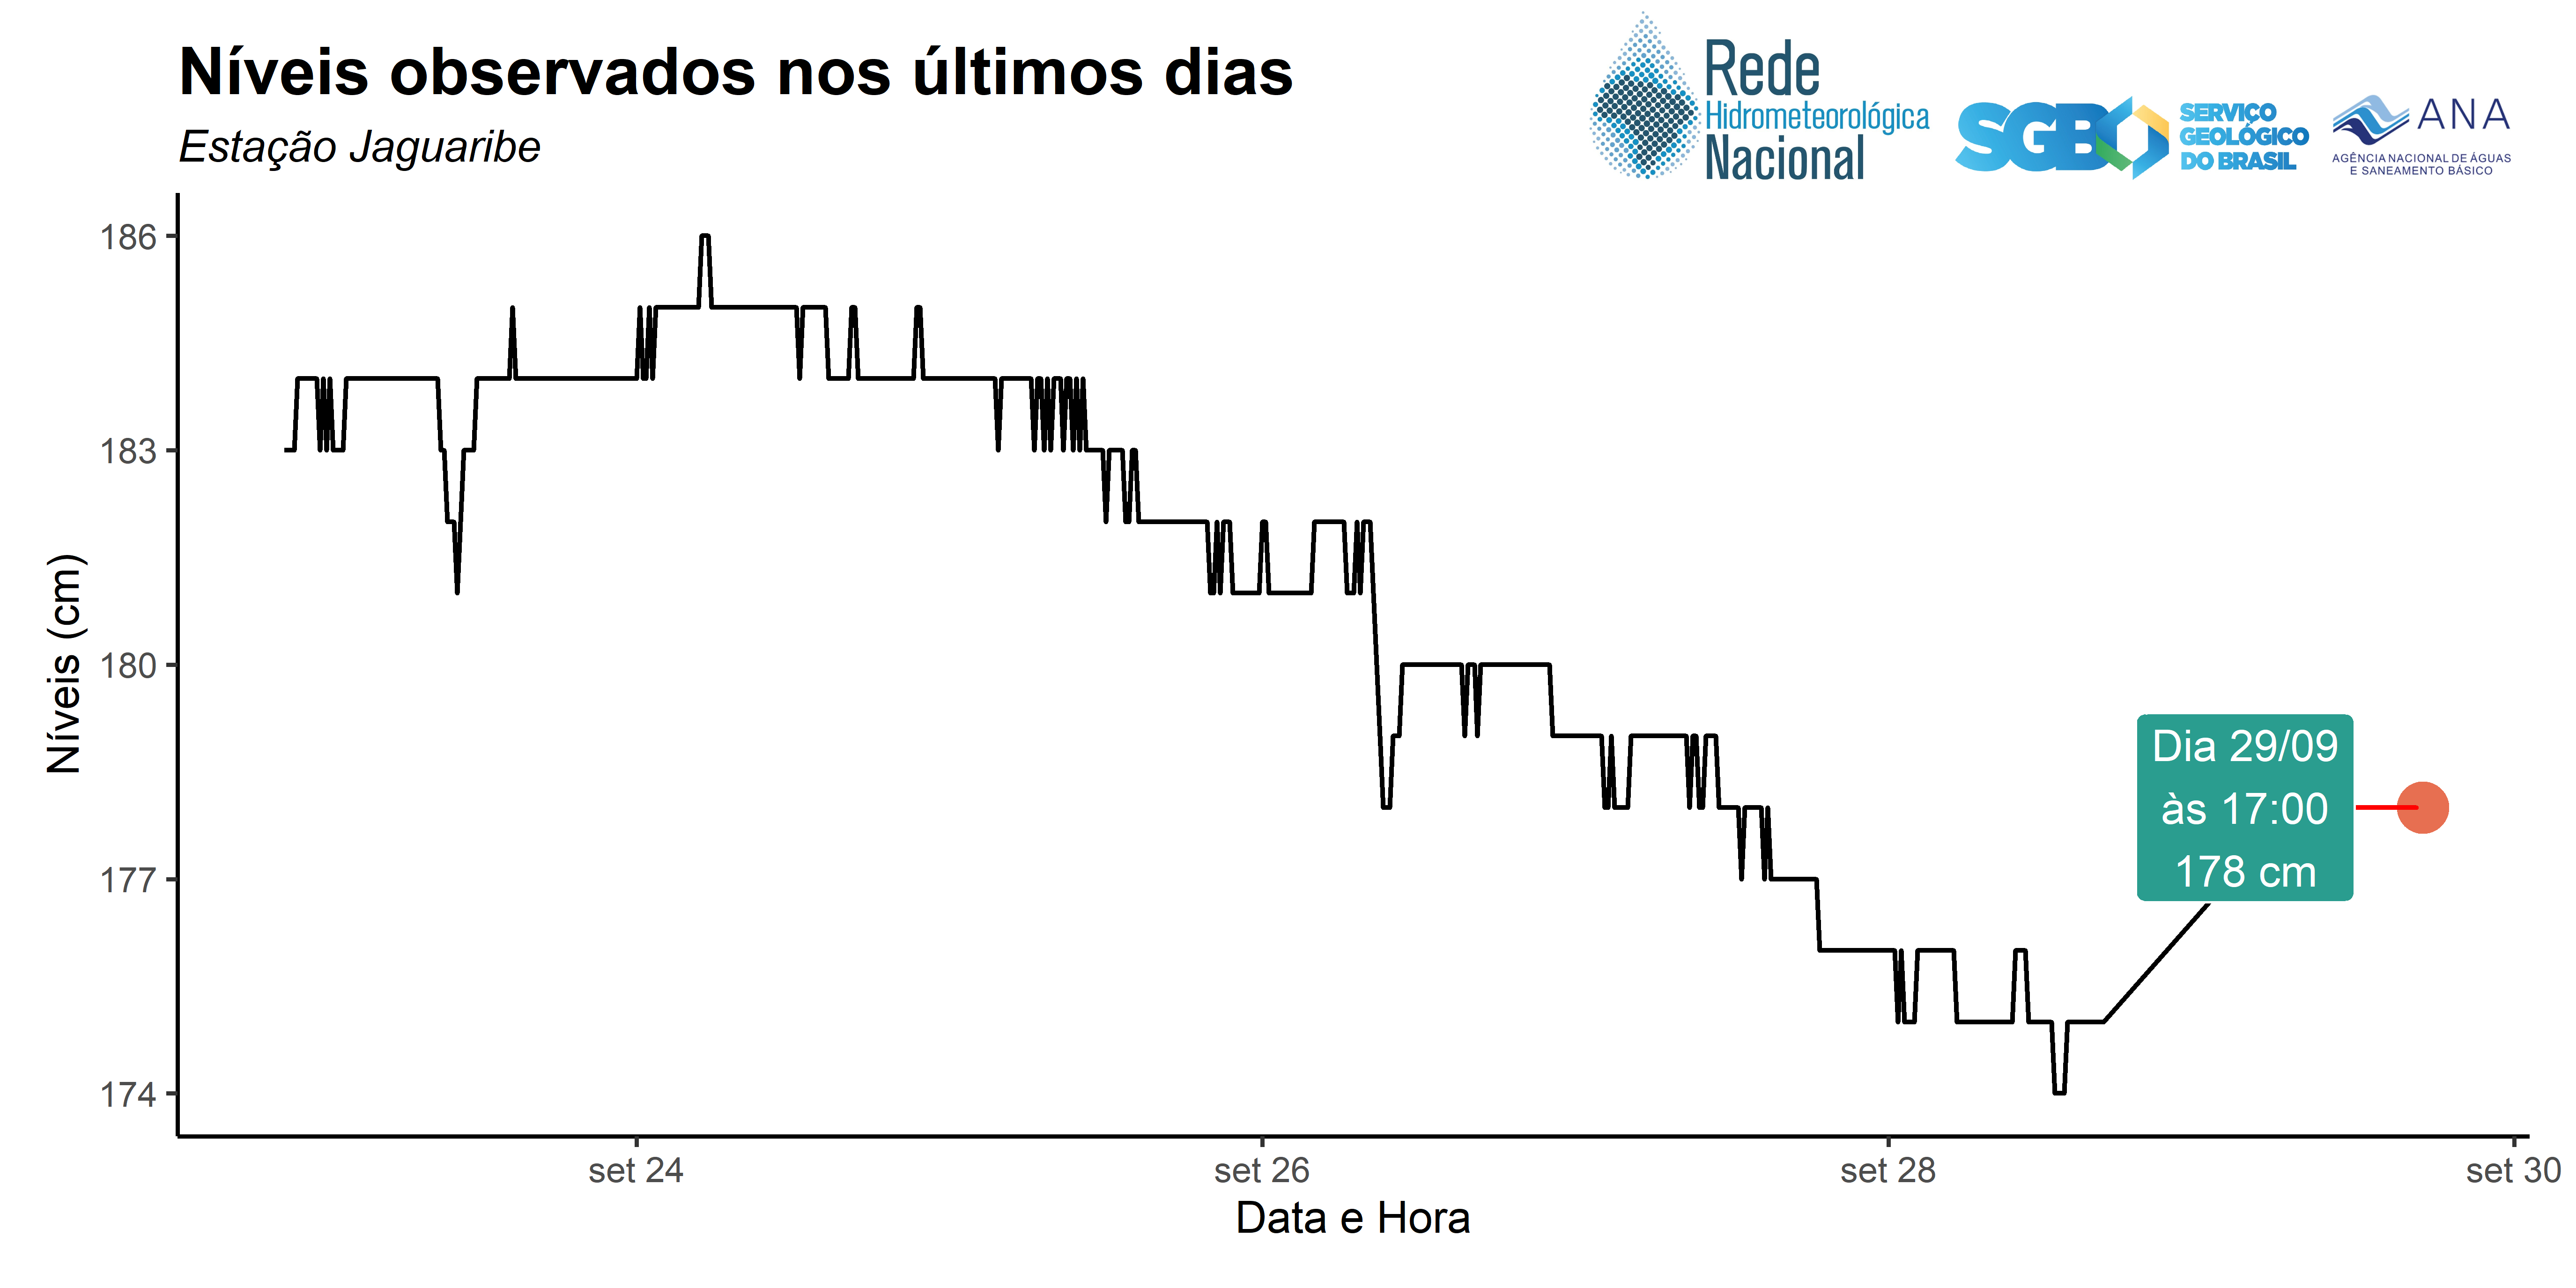 Níveis observados nos últimos dias
Estação Jaguaribe
Rede
Hidrometeorológica
Nacional
SGB
SERVIÇO
GEOLÓGICO
DO BRASIL
ANA
AGÊNCIA NACIONAL DE ÁGUAS
E SANEAMENTO BÁSICO
Níveis (cm)
186
183
180
177
174
Dia 29/09
às 17:00
178 cm
set 24
set 26
set 28
set 30
Data e Hora